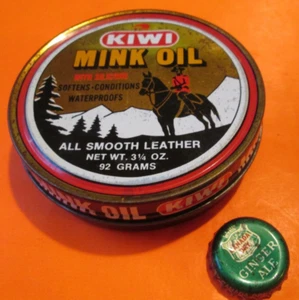 KIWI
MINK OIL
WITH SILICONE
SOFTENS-CONDITIONS
WATERPROOFS
ALL SMOOTH LEATHER
NET WT. 3¼ OZ.
92 GRAMS
MINK OIL KIWI
GINGER
ALE